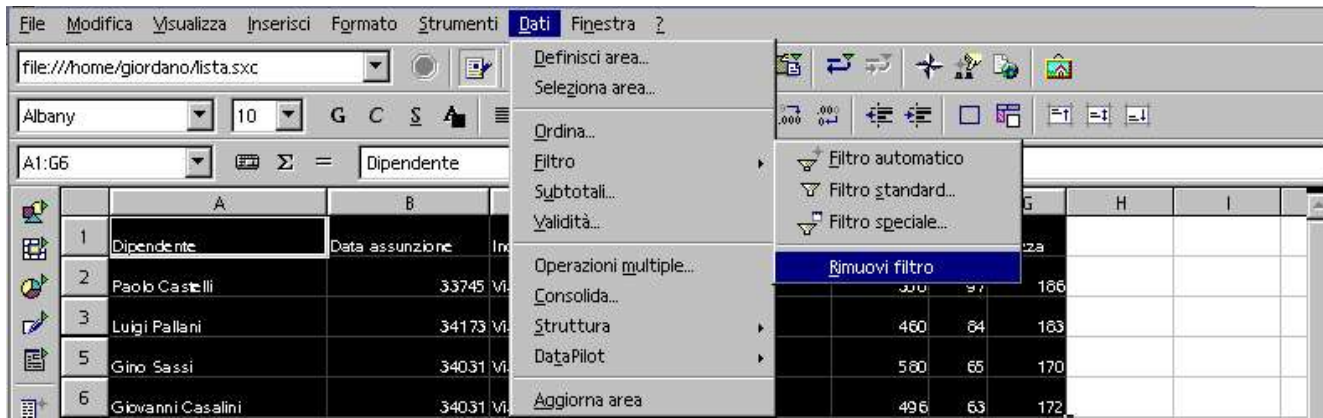 File Modifica Visualizza Inserisci Formato Strumenti Dati Finestra ?
file:///home/giordano/lista.sxc
Albany 10 G C S A
A1:G6 Σ = Dipendente
Definisci area...
Seleziona area...
Ordina...
Filtro
Subtotali...
Validità...
Operazioni multiple...
Consolida...
Struttura
DataPilot
Aggiorna area
Filtro automatico
Filtro standard...
Filtro speciale...
Rimuovi filtro
A B G H I
1 Dipendente Data assunzione
2 Paolo Castelli 33745 97 186
3 Luigi Pallani 34173 460 84 183
5 Gino Sassi 34031 580 65 170
6 Giovanni Casalini 34031 496 63 172